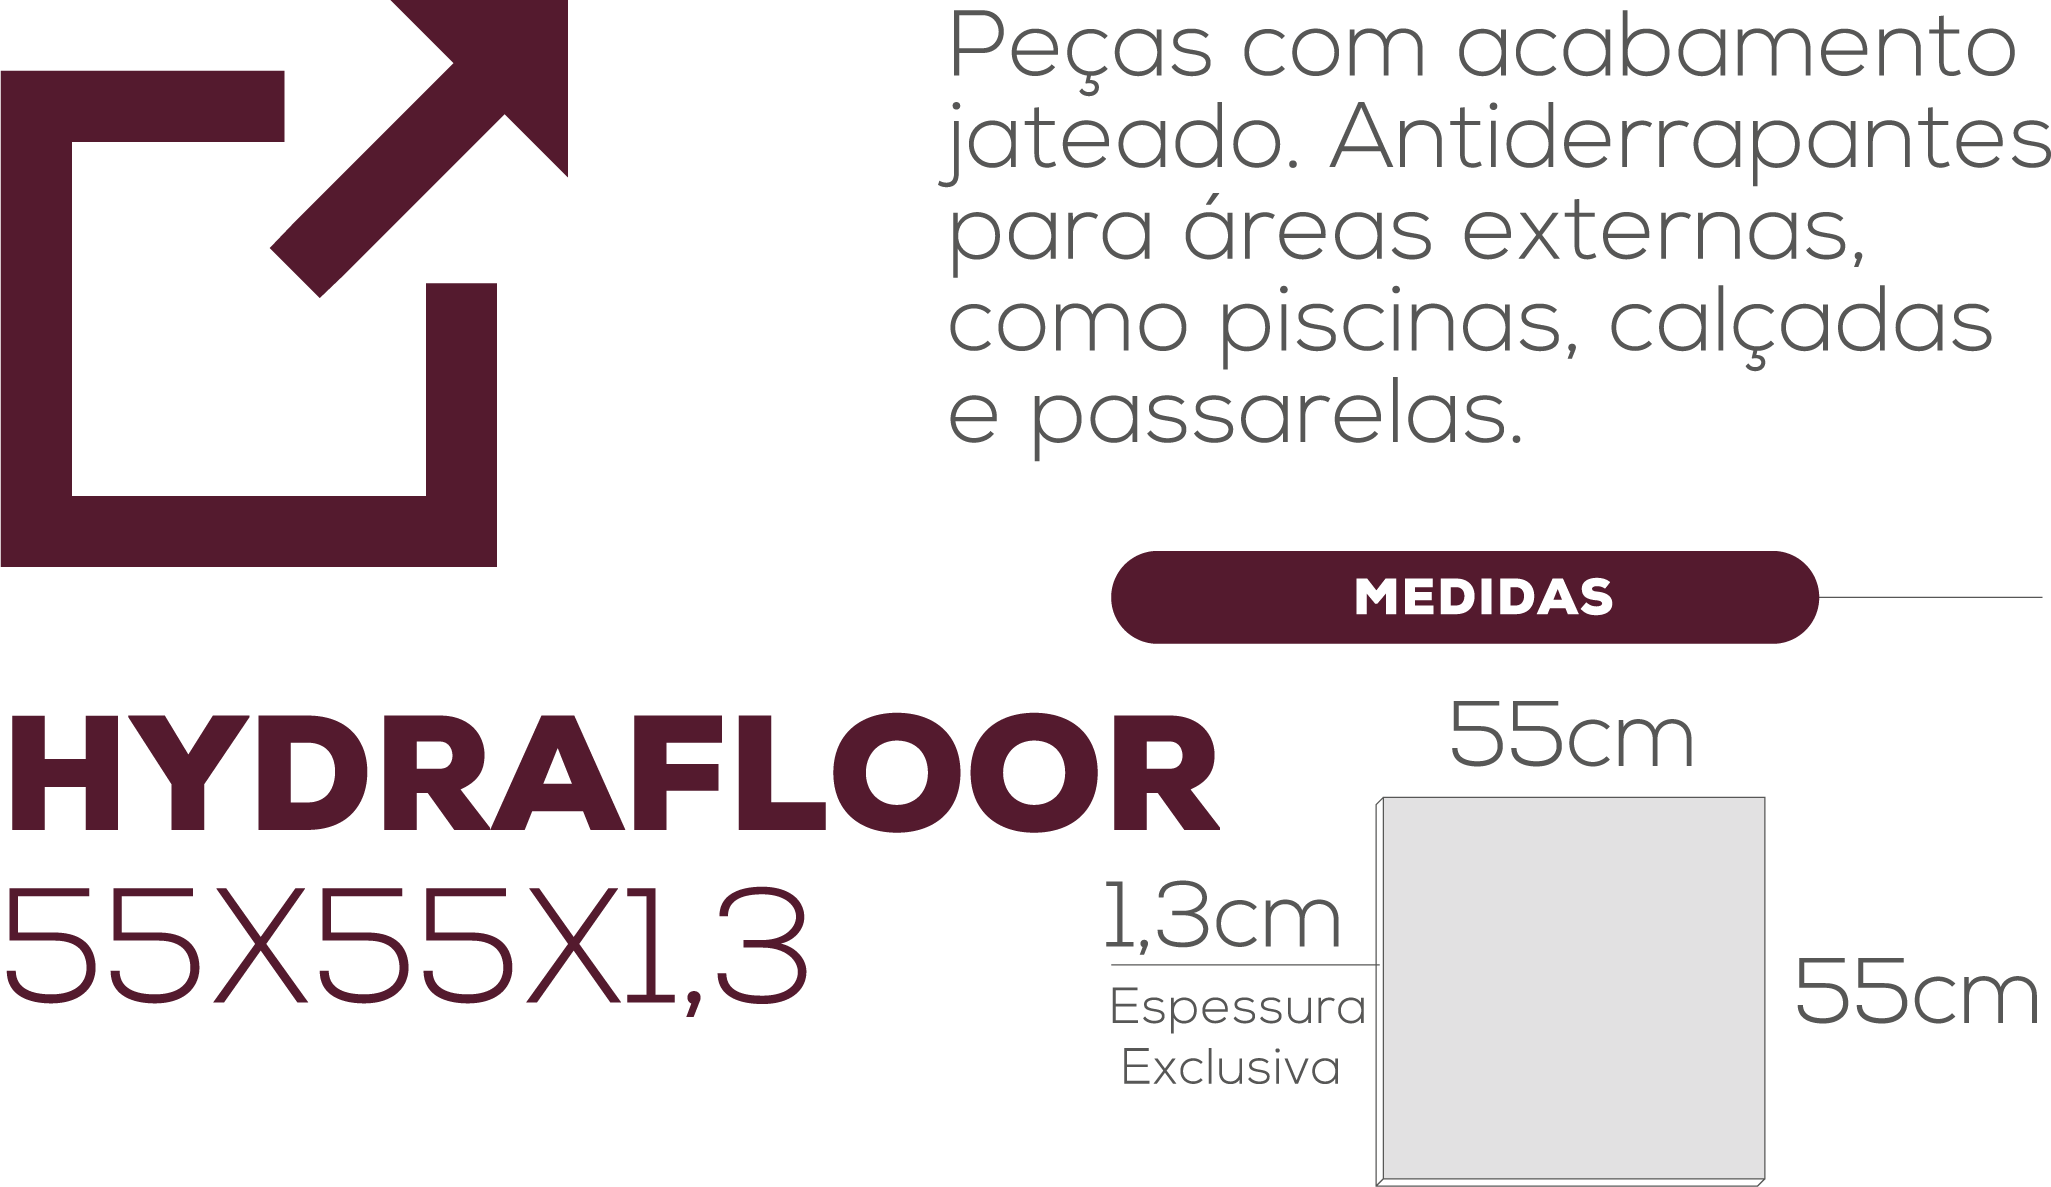 Peças com acabamento
jateado. Antiderrapantes
para áreas externas,
como piscinas, calçadas
e passarelas.
MEDIDAS
HYDRAFLOOR
55X55X1,3
55cm
1,3cm
Espessura
Exclusiva
55cm